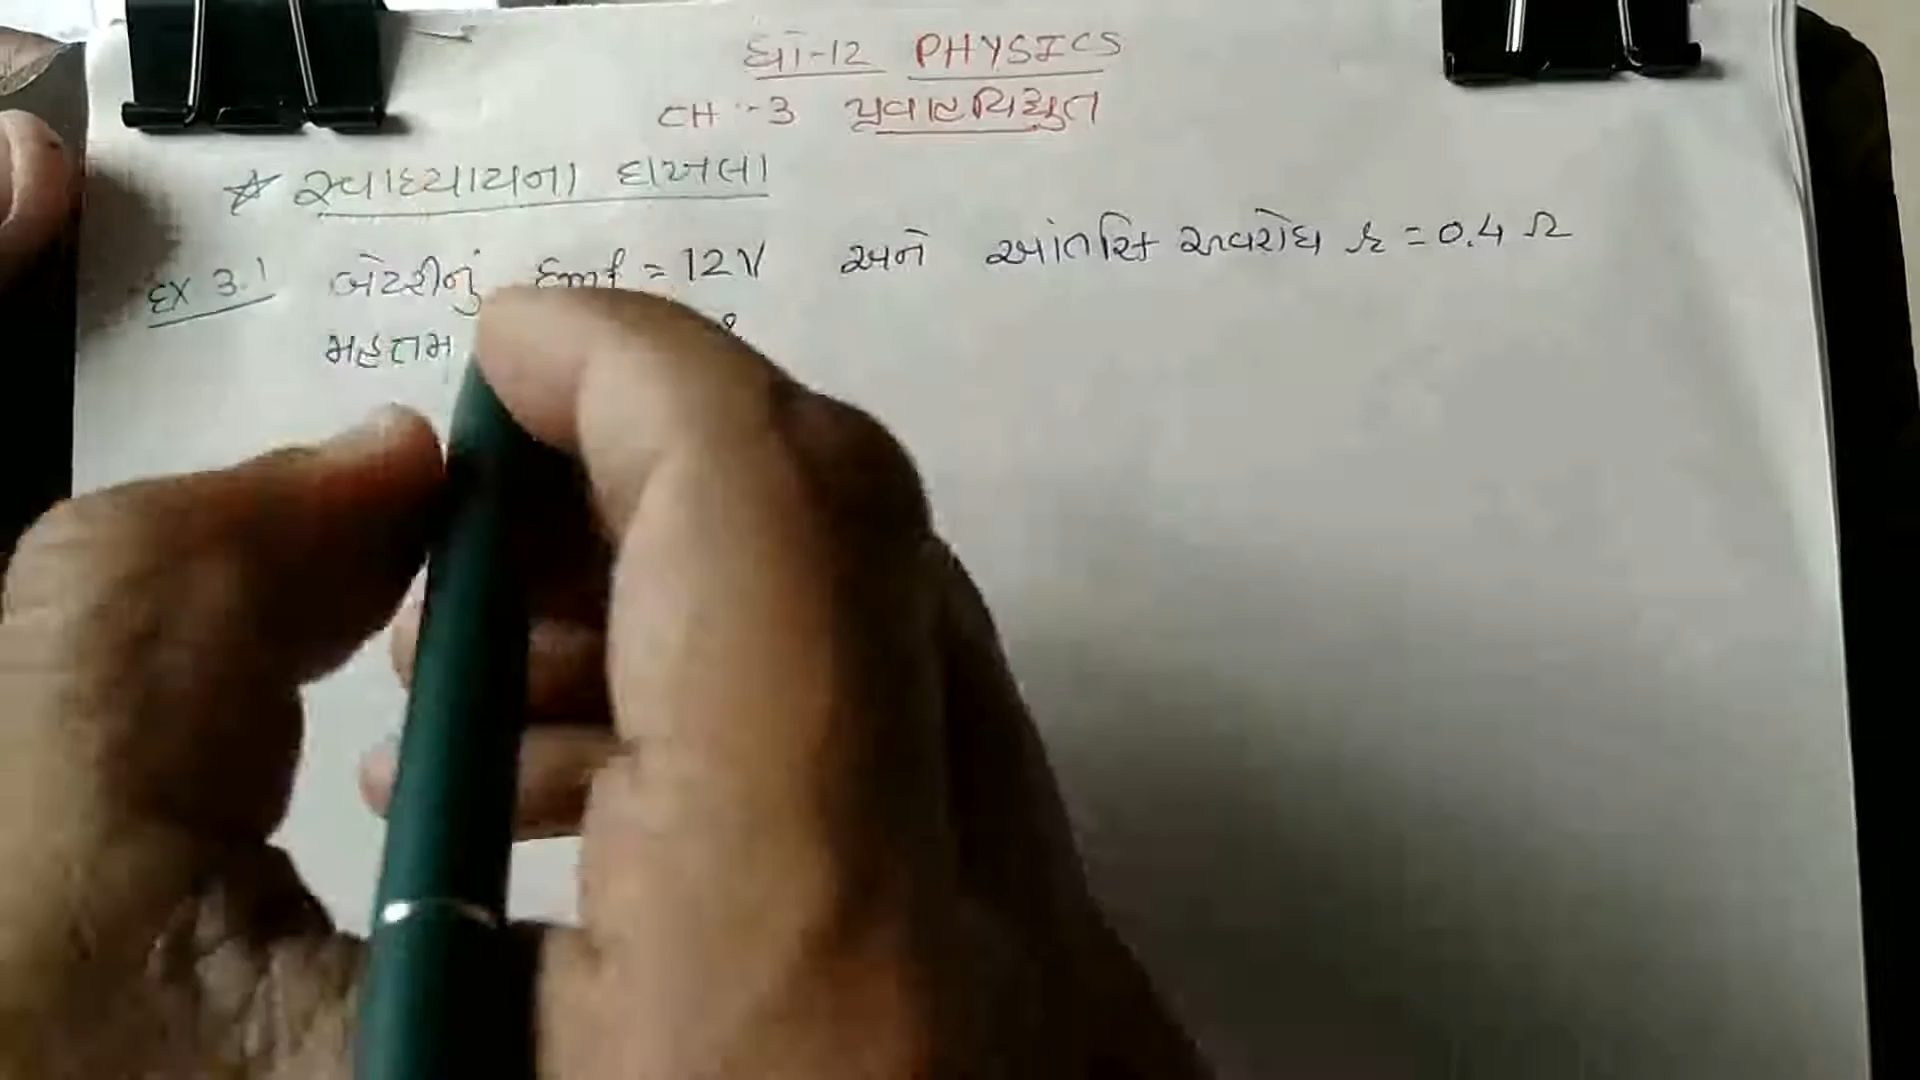 ધો-12 PHYSICS
CH :-3 પ્રવાહવિદ્યુત
☆ સ્વાધ્યાયના દાખલા
EX 3.1 બેટરીનું Emf = 12V અને આંતરિક અવરોધ r = 0.4 Ω
મહત્તમ ?